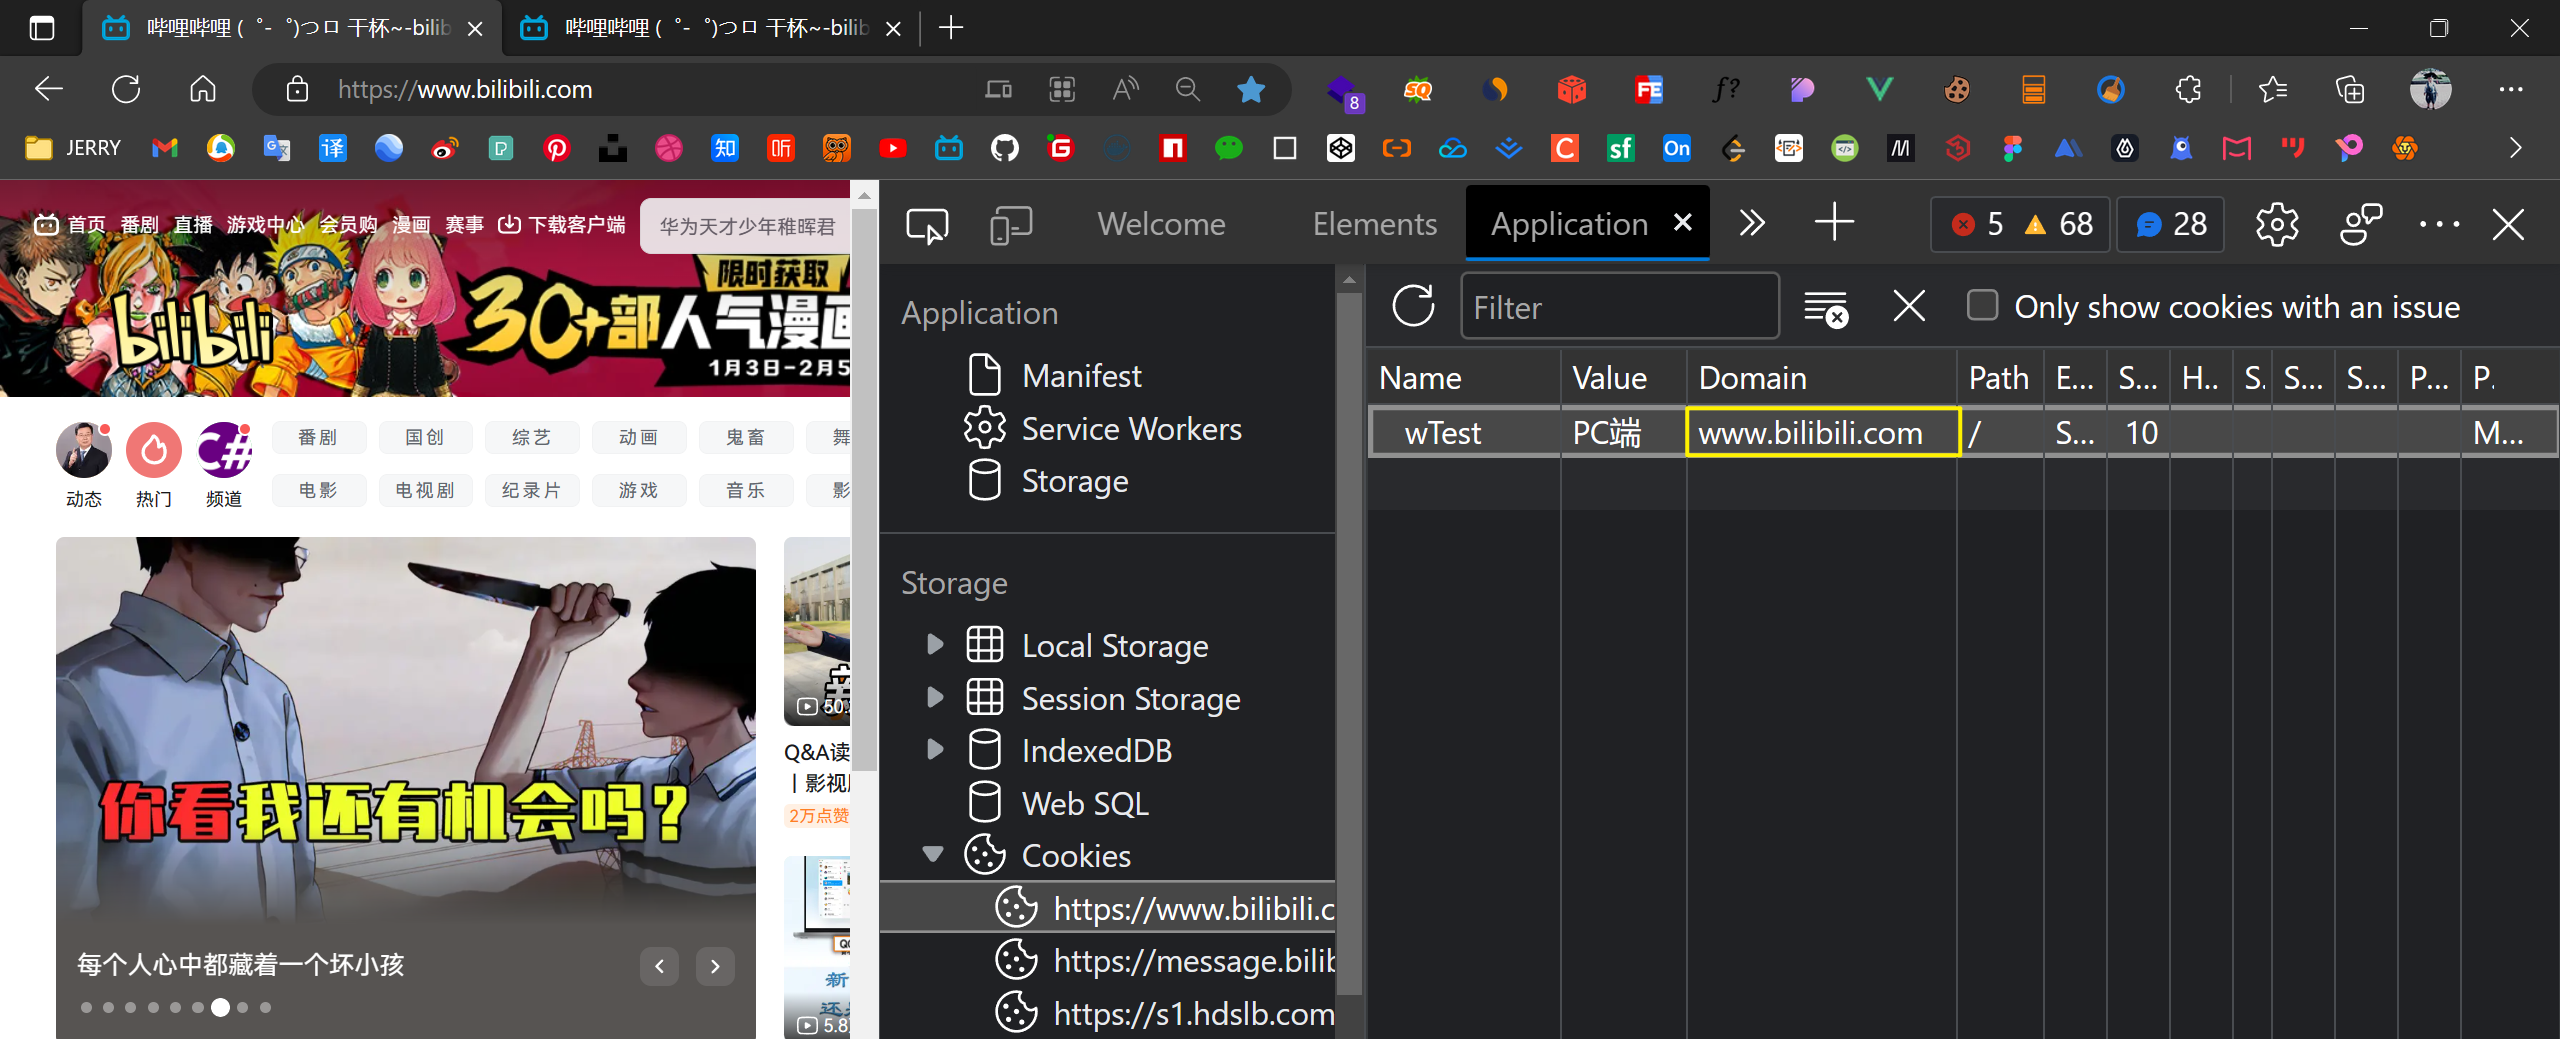 哔哩哔哩 (゜-゜)つロ 干杯~-bilib
哔哩哔哩 (゜-゜)つロ 干杯~-bilib
https://www.bilibili.com
8
JERRY
首页 番剧 直播 游戏中心 会员购 漫画 赛事 下载客户端
华为天才少年稚晖君
bilibili
限时获取
30+部人气漫画
1月3日-2月5
动态 热门 频道
番剧 国创 综艺 动画 鬼畜 舞
电影 电视剧 纪录片 游戏 音乐 影
你看我还有机会吗?
每个人心中都藏着一个坏小孩
Q&A读
| 影视
2万点赞
新
还
5.8
Welcome Elements Application
5 68 28
Application
Manifest
Service Workers
Storage
Storage
Local Storage
Session Storage
IndexedDB
Web SQL
Cookies
https://www.bilibili.c
https://message.bilib
https://s1.hdslb.com
Filter
Only show cookies with an issue
Name Value Domain Path E... S... H.. S. S... S... P... P.
wTest PC端 www.bilibili.com / S... 10 M...